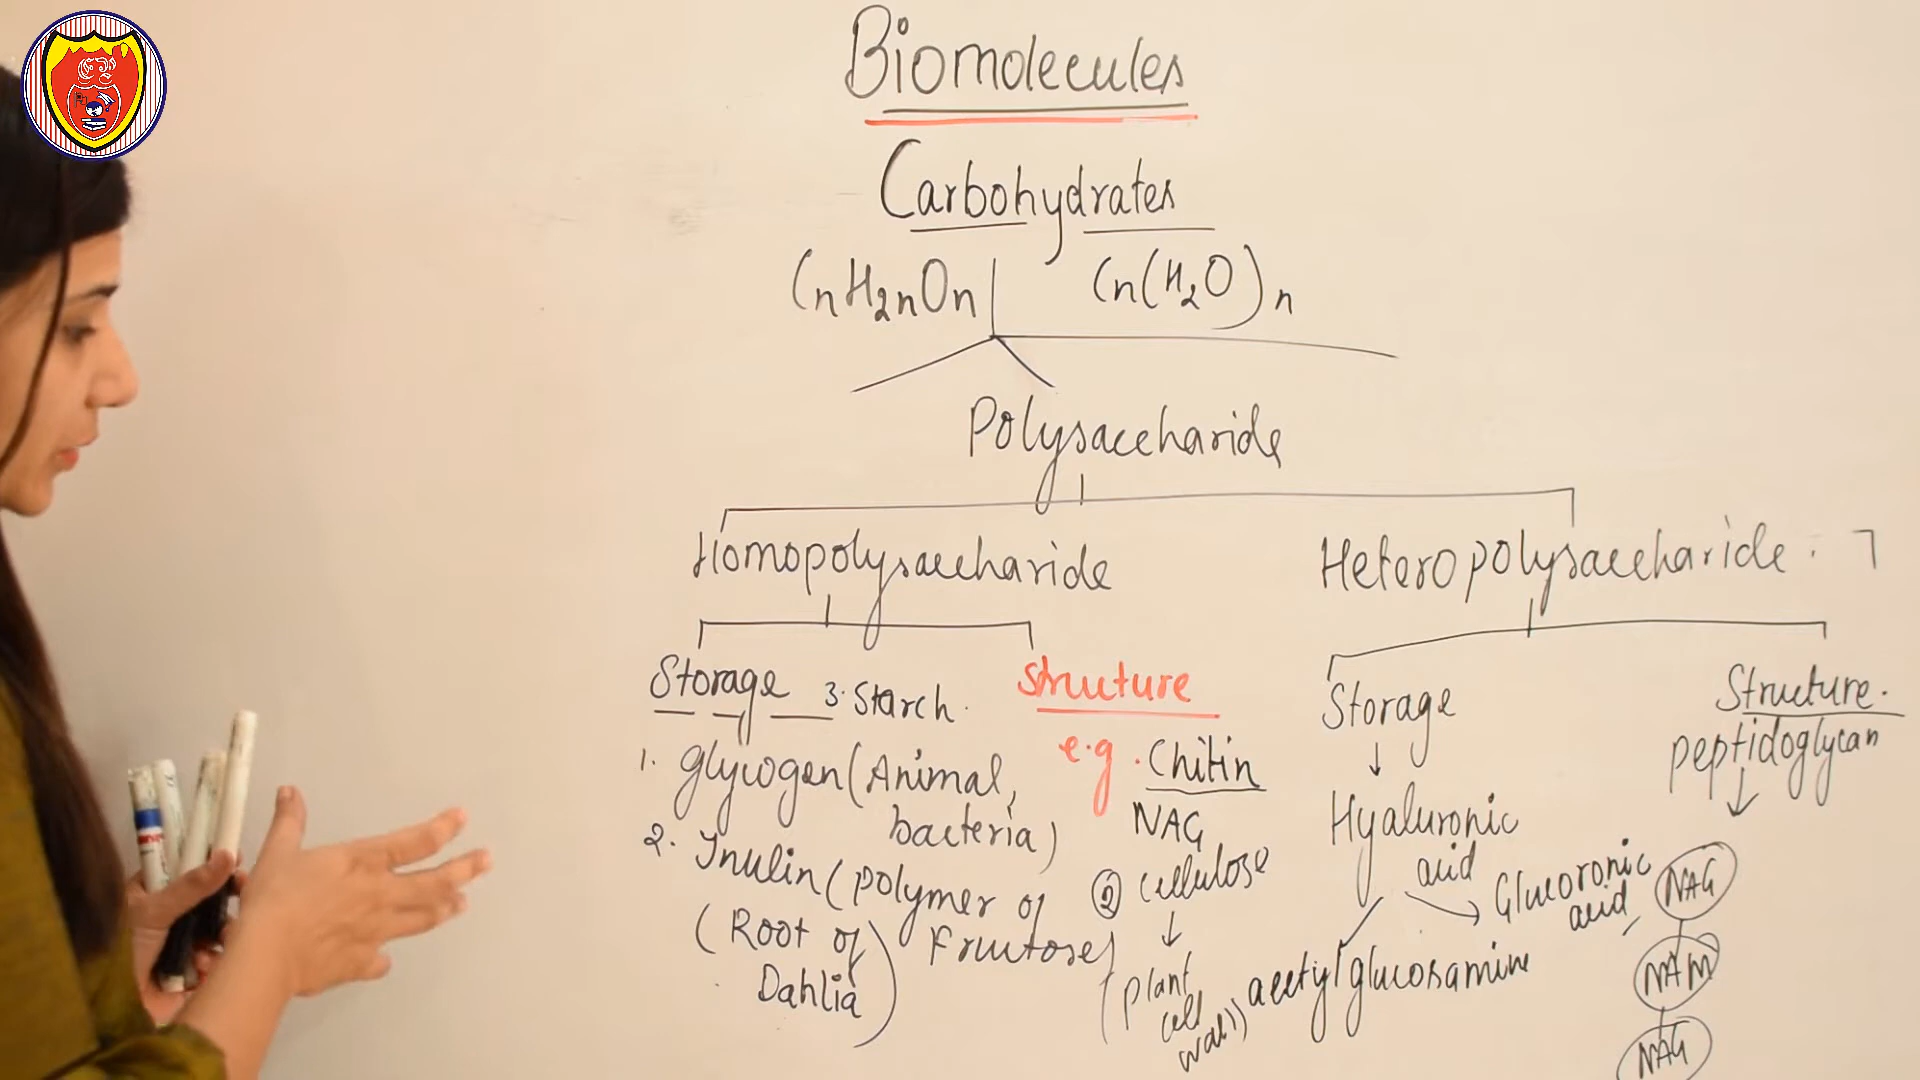 Biomolecules
Carbohydrates
CnH2nOn
Cn(H2O)n
Polysaccharide
Homopolysaccharide
Heteropolysaccharide.
Storage
3. Starch.
1. Glycogen (Animal,
bacteria)
2. Inulin (polymer of
Fructose)
(Root of
Dahlia)
Structure
e.g. Chitin
NAG
② Cellulose
(plant
cell
wall)
Storage
Hyaluronic
acid
Glucoronic
acid
acetylglucosamine
Structure.
peptidoglycan
NAG
NAM
NAG